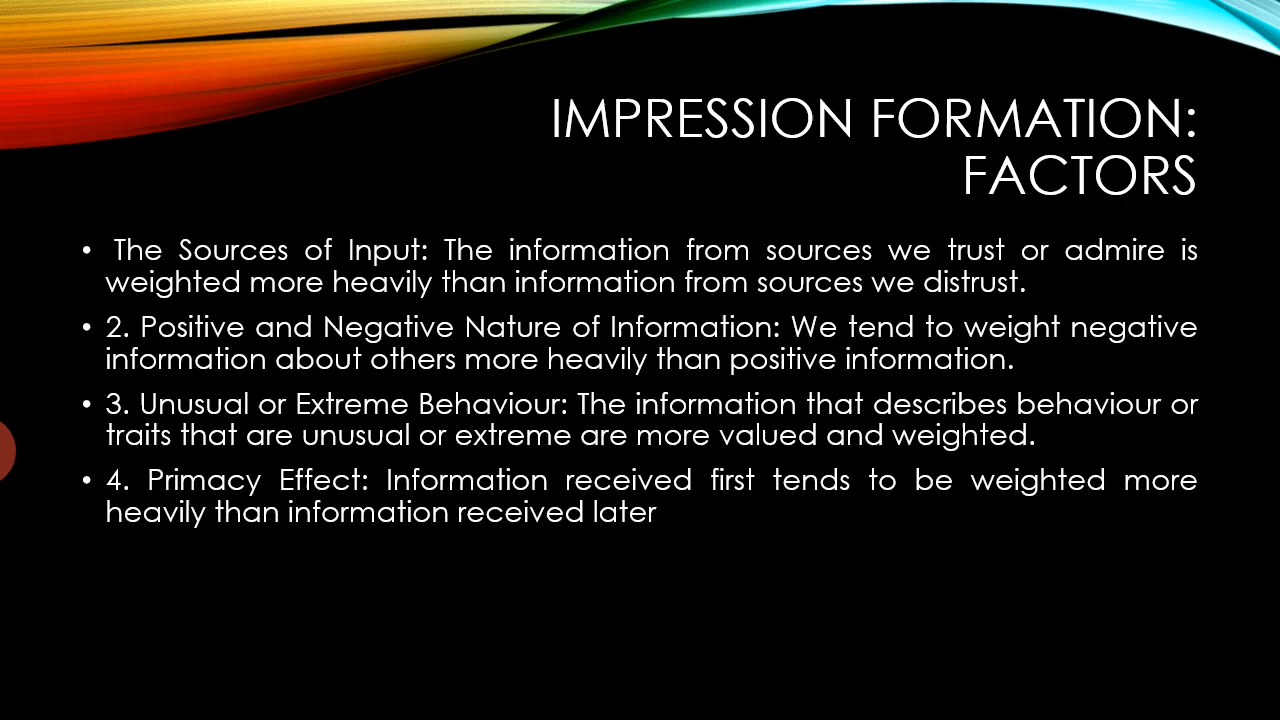 IMPRESSION FORMATION:
FACTORS
• The Sources of Input: The information from sources we trust or admire is
weighted more heavily than information from sources we distrust.
• 2. Positive and Negative Nature of Information: We tend to weight negative
information about others more heavily than positive information.
• 3. Unusual or Extreme Behaviour: The information that describes behaviour or
traits that are unusual or extreme are more valued and weighted.
• 4. Primacy Effect: Information received first tends to be weighted more
heavily than information received later